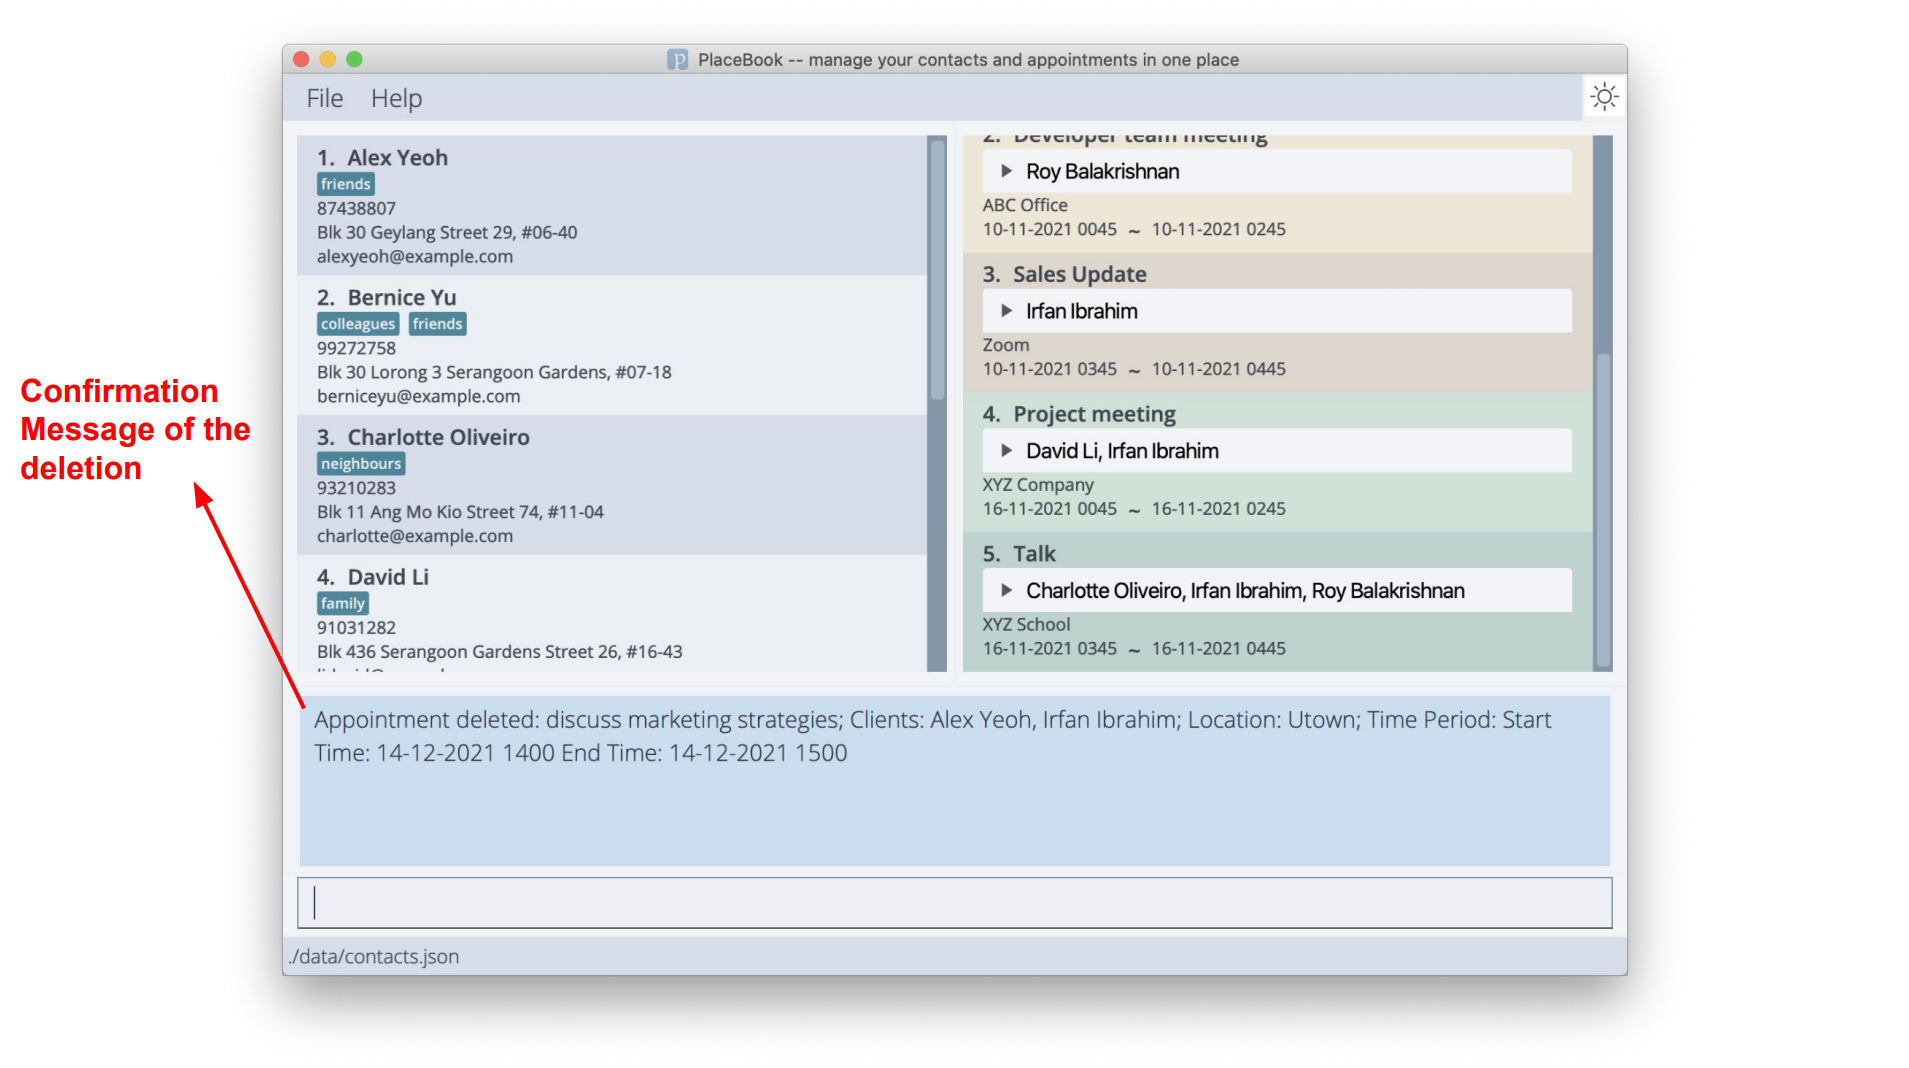 PlaceBook -- manage your contacts and appointments in one place
File Help
1. Alex Yeoh
friends
87438807
Blk 30 Geylang Street 29, #06-40
alexyeoh@example.com
2. Bernice Yu
colleagues friends
99272758
Blk 30 Lorong 3 Serangoon Gardens, #07-18
berniceyu@example.com
3. Charlotte Oliveiro
neighbours
93210283
Blk 11 Ang Mo Kio Street 74, #11-04
charlotte@example.com
4. David Li
family
91031282
Blk 436 Serangoon Gardens Street 26, #16-43
2. Developer team meeting
Roy Balakrishnan
ABC Office
10-11-2021 0045 ~ 10-11-2021 0245
3. Sales Update
Irfan Ibrahim
Zoom
10-11-2021 0345 ~ 10-11-2021 0445
4. Project meeting
David Li, Irfan Ibrahim
XYZ Company
16-11-2021 0045 ~ 16-11-2021 0245
5. Talk
Charlotte Oliveiro, Irfan Ibrahim, Roy Balakrishnan
XYZ School
16-11-2021 0345 ~ 16-11-2021 0445
Confirmation
Message of the
deletion
Appointment deleted: discuss marketing strategies; Clients: Alex Yeoh, Irfan Ibrahim; Location: Utown; Time Period: Start
Time: 14-12-2021 1400 End Time: 14-12-2021 1500
./data/contacts.json